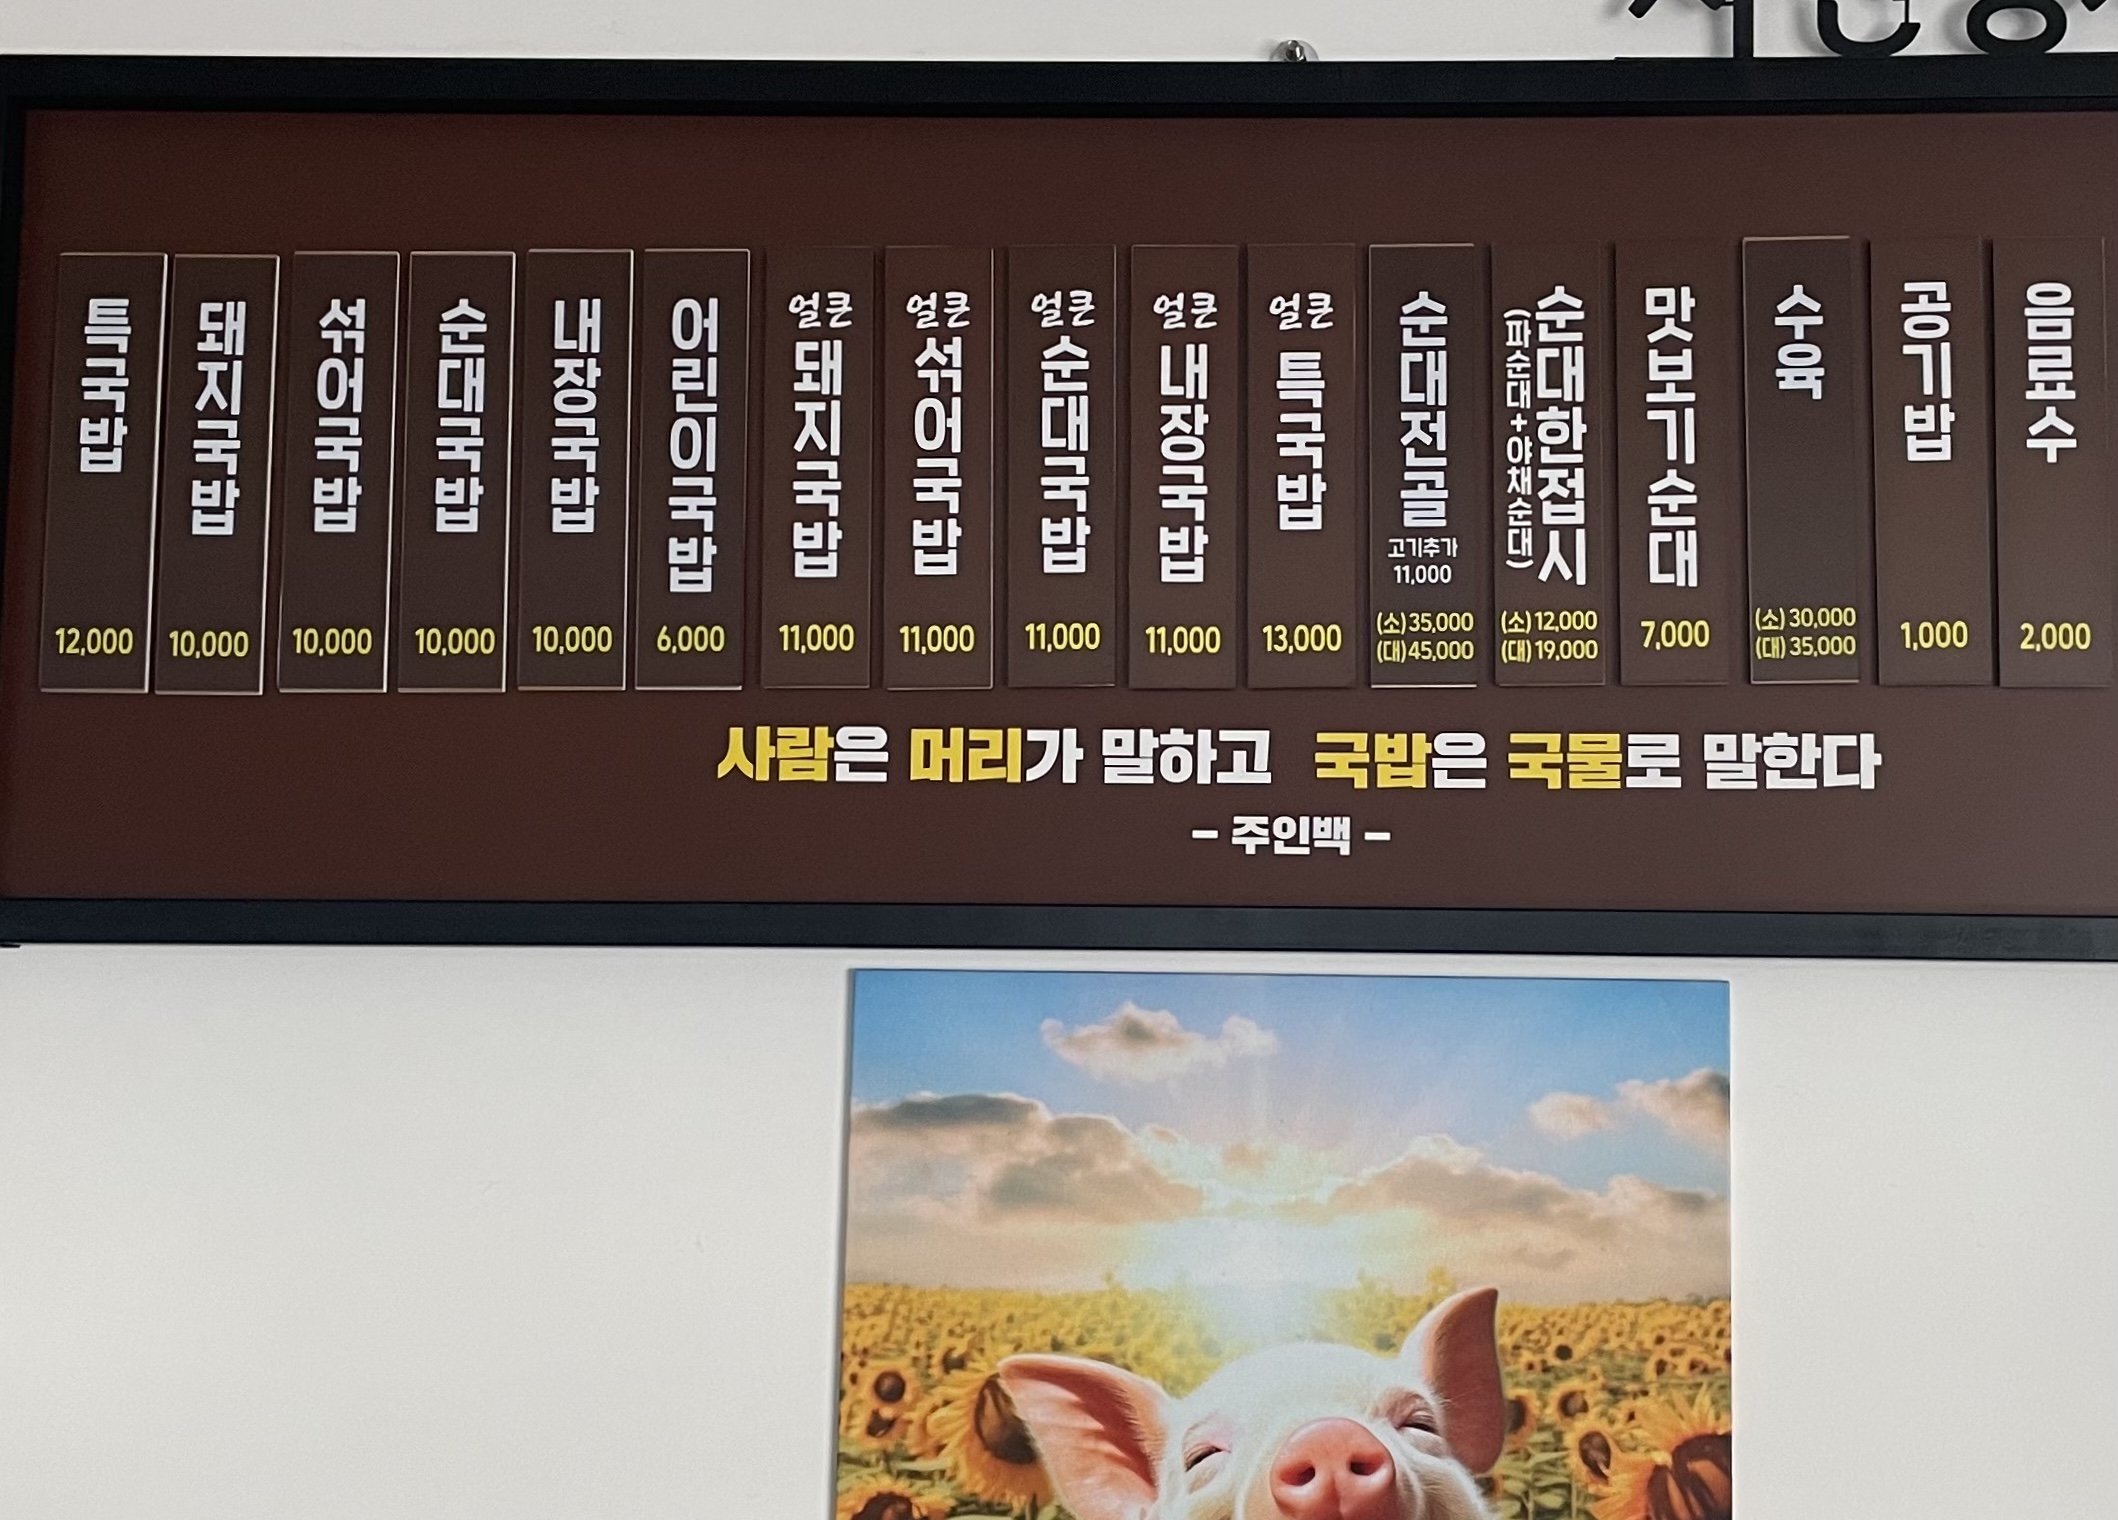 특국밥
12,000
돼지국밥
10,000
섞어국밥
10,000
순대국밥
10,000
내장국밥
10,000
어린이국밥
6,000
얼큰
돼지국밥
11,000
얼큰
섞어국밥
11,000
얼큰
순대국밥
11,000
얼큰
내장국밥
11,000
얼큰
특국밥
13,000
순대전골
고기추가
11,000
(소)35,000
(대)45,000
순대한접시
(파순대+야채순대)
(소)12,000
(대)19,000
맛보기순대
7,000
수육
(소)30,000
(대)35,000
공기밥
1,000
음료수
2,000
사람은 머리가 말하고 국밥은 국물로 말한다
- 주인백 -